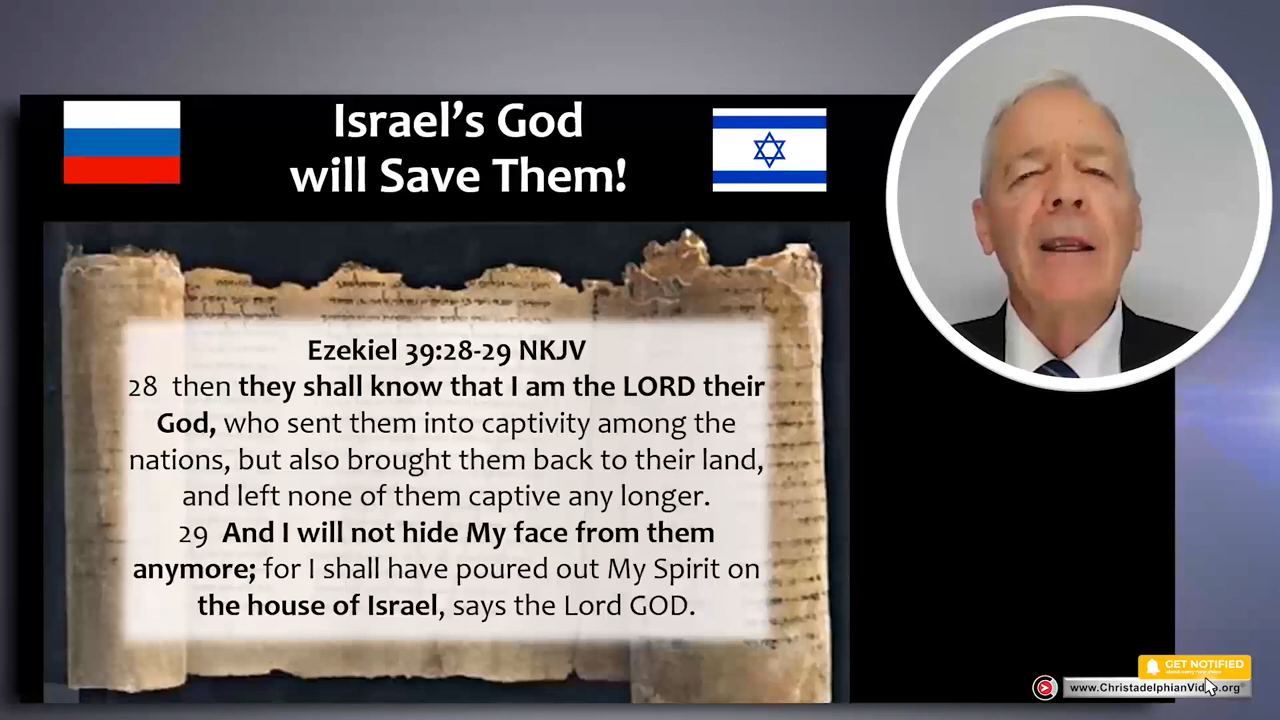 Israel's God
will Save Them!
Ezekiel 39:28-29 NKJV
28 then they shall know that I am the LORD their
God, who sent them into captivity among the
nations, but also brought them back to their land,
and left none of them captive any longer.
29 And I will not hide My face from them
anymore; for I shall have poured out My Spirit on
the house of Israel, says the Lord GOD.
GET NOTIFIED